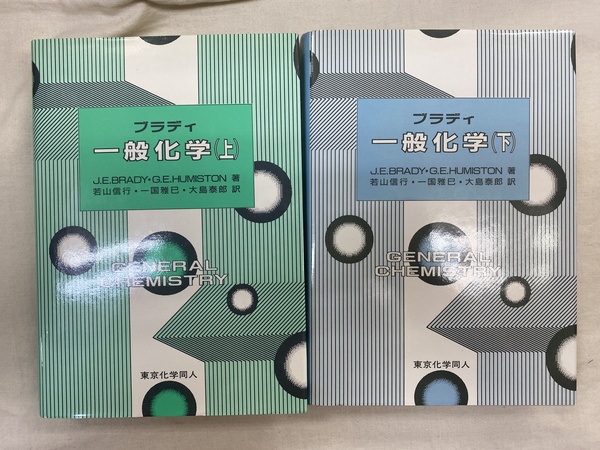 ブラディ
一般化学(上)
J.E.BRADY・G.E.HUMISTON 著
若山信行・一国雅巳・大島泰郎 訳
GENERAL
CHEMISTRY
東京化学同人
ブラディ
一般化学(下)
J.E.BRADY・G.E.HUMISTON 著
若山信行・一国雅巳・大島泰郎 訳
GENERAL
CHEMISTRY
東京化学同人